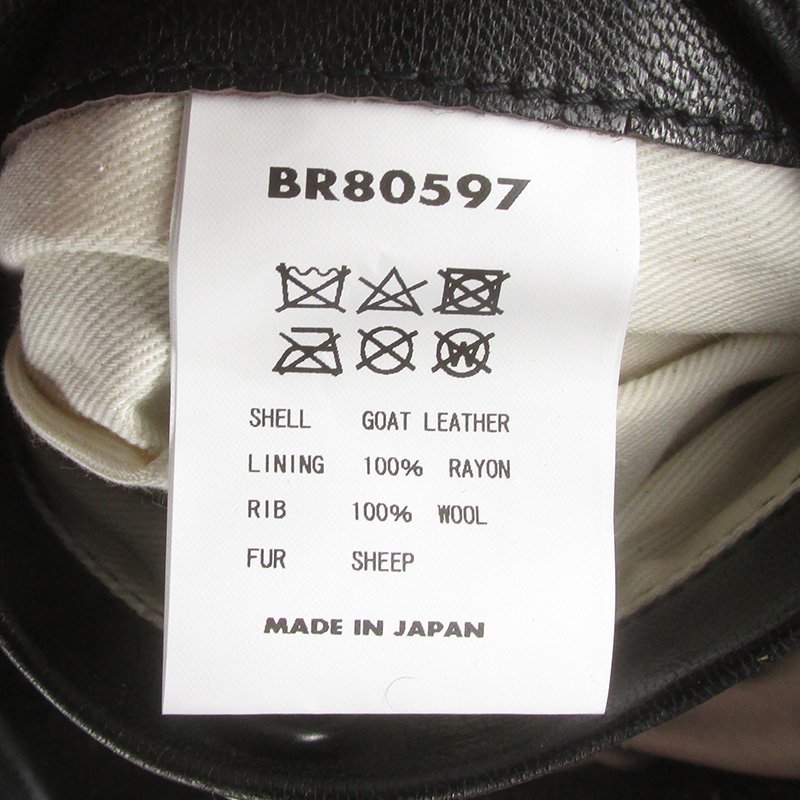 BR80597
W
SHELL GOAT LEATHER
LINING 100% RAYON
RIB 100% WOOL
FUR SHEEP
MADE IN JAPAN